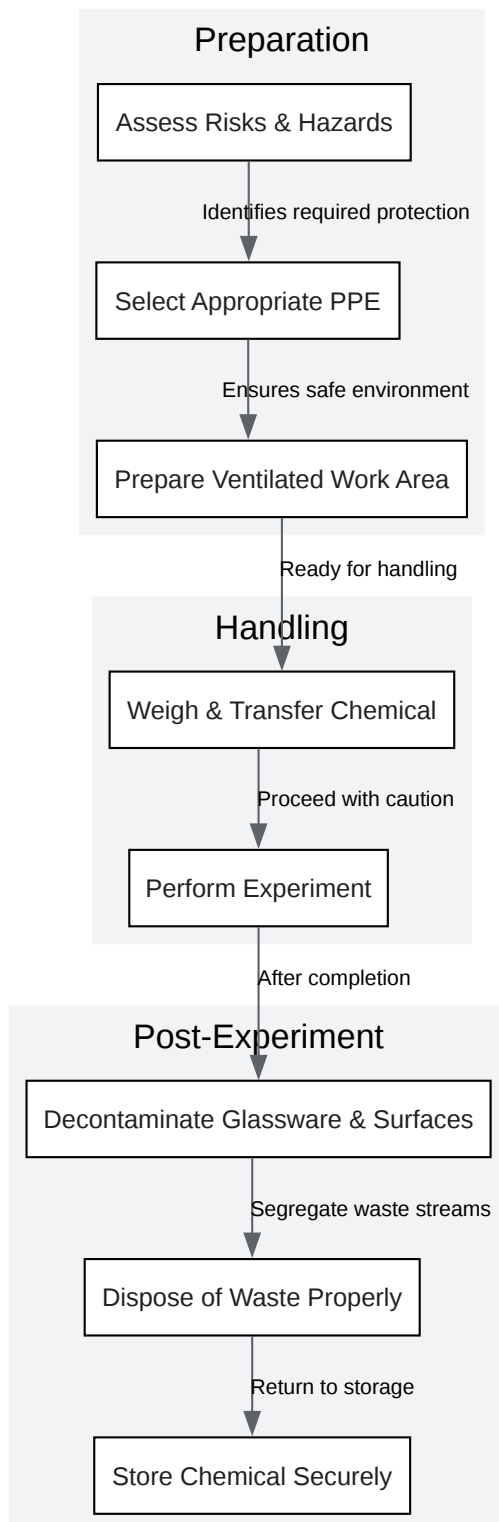 Preparation
Assess Risks & Hazards
Identifies required protection
Select Appropriate PPE
Ensures safe environment
Prepare Ventilated Work Area
Ready for handling
Handling
Weigh & Transfer Chemical
Proceed with caution
Perform Experiment
After completion
Post-Experiment
Decontaminate Glassware & Surfaces
Segregate waste streams
Dispose of Waste Properly
Return to storage
Store Chemical Securely